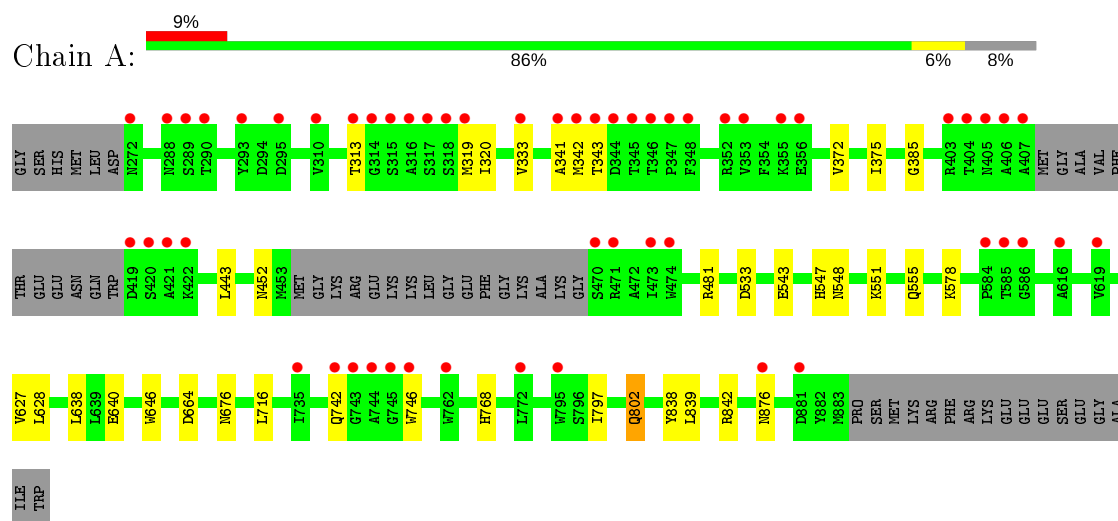 9%
Chain A:
86% 6% 8%
GLY SER HIS MET LEU ASP N272 N288 S289 T290 Y293 D294 D295 V310 T313 G314 S315 A316 S317 S318 M319 I320 V333 A341 M342 T343 D344 T345 T346 P347 F348 R352 V353 F354 K355 E356 V372 I375 G385 R403 T404 N405 A406 A407 MET GLY ALA VAL PHE
THR GLU GLU ASN GLN TRP D419 S420 A421 K422 L443 N452 M453 MET GLY LYS ARG GLU LYS LYS LEU GLY GLU PHE GLY LYS ALA LYS GLY S470 R471 A472 I473 W474 R481 D533 E543 H547 N548 K551 Q555 K578 P584 T585 G586 A616 V619
V627 L628 L638 L639 E640 W646 D664 N676 L716 I735 Q742 G743 A744 G745 W746 W762 H768 L772 W795 S796 I797 Q802 Y838 L839 R842 N876 D881 Y882 M883 PRO SER MET LYS ARG PHE ARG LYS GLU GLU GLU SER GLU GLY ALA
ILE TRP